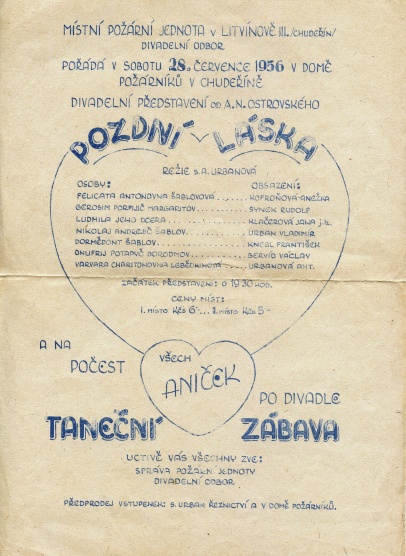 MÍSTNÍ POŽÁRNÍ JEDNOTA V LITVÍNOVĚ III./CHUDEŘÍN/
DIVADELNÍ ODBOR
POŘÁDÁ V SOBOTU 28. ČERVENCE 1956 V DOMĚ
POŽÁRNÍKŮ V CHUDEŘÍNĚ
DIVADELNÍ PŘEDSTAVENÍ OD A.N. OSTROVSKÉHO
POZDNÍ LÁSKA
REŽIE S. A. URBANOVÁ
OSOBY: OBSAZENÍ:
FELICATA ANTONOVNA ŠABLOVOVÁ ..... KOFROŇOVÁ-ANEŽKA
GEROSIM PORFIJIČ MARGARITOV ........ SYNEK RUDOLF
LUDMILA JEHO DCERA .......... KLAČEROVÁ JANA J.H.
NIKOLAJ ANDREJIČ ŠABLOV ........ URBAN VLADIMÍR
DORMEDONT ŠABLOV ............ KNEBL FRANTIŠEK
ONUFRIJ POTAPYČ DORODMOV ....... BERVÍD VÁCLAV
VARVARA CHARITONOVNA LEBĚDKINOVÁ ...... URBANOVÁ ANT.
ZAČÁTEK PŘEDSTAVENÍ: O 19'30 HOD.
CENY MÍST:
I. MÍSTO KČS 6-... II. MÍSTO KČS 5-
A NA
POČEST VŠECH
ANIČEK
PO DIVADLE
TANEČNÍ ZÁBAVA
UCTIVĚ VÁS VŠECHNY ZVE:
SPRÁVA POŽÁRNÍ JEDNOTY
DIVADELNÍ ODBOR
PŘEDPRODEJ VSTUPENEK: S. URBAN ŘEZNICTVÍ A V DOMĚ POŽÁRNÍKŮ.